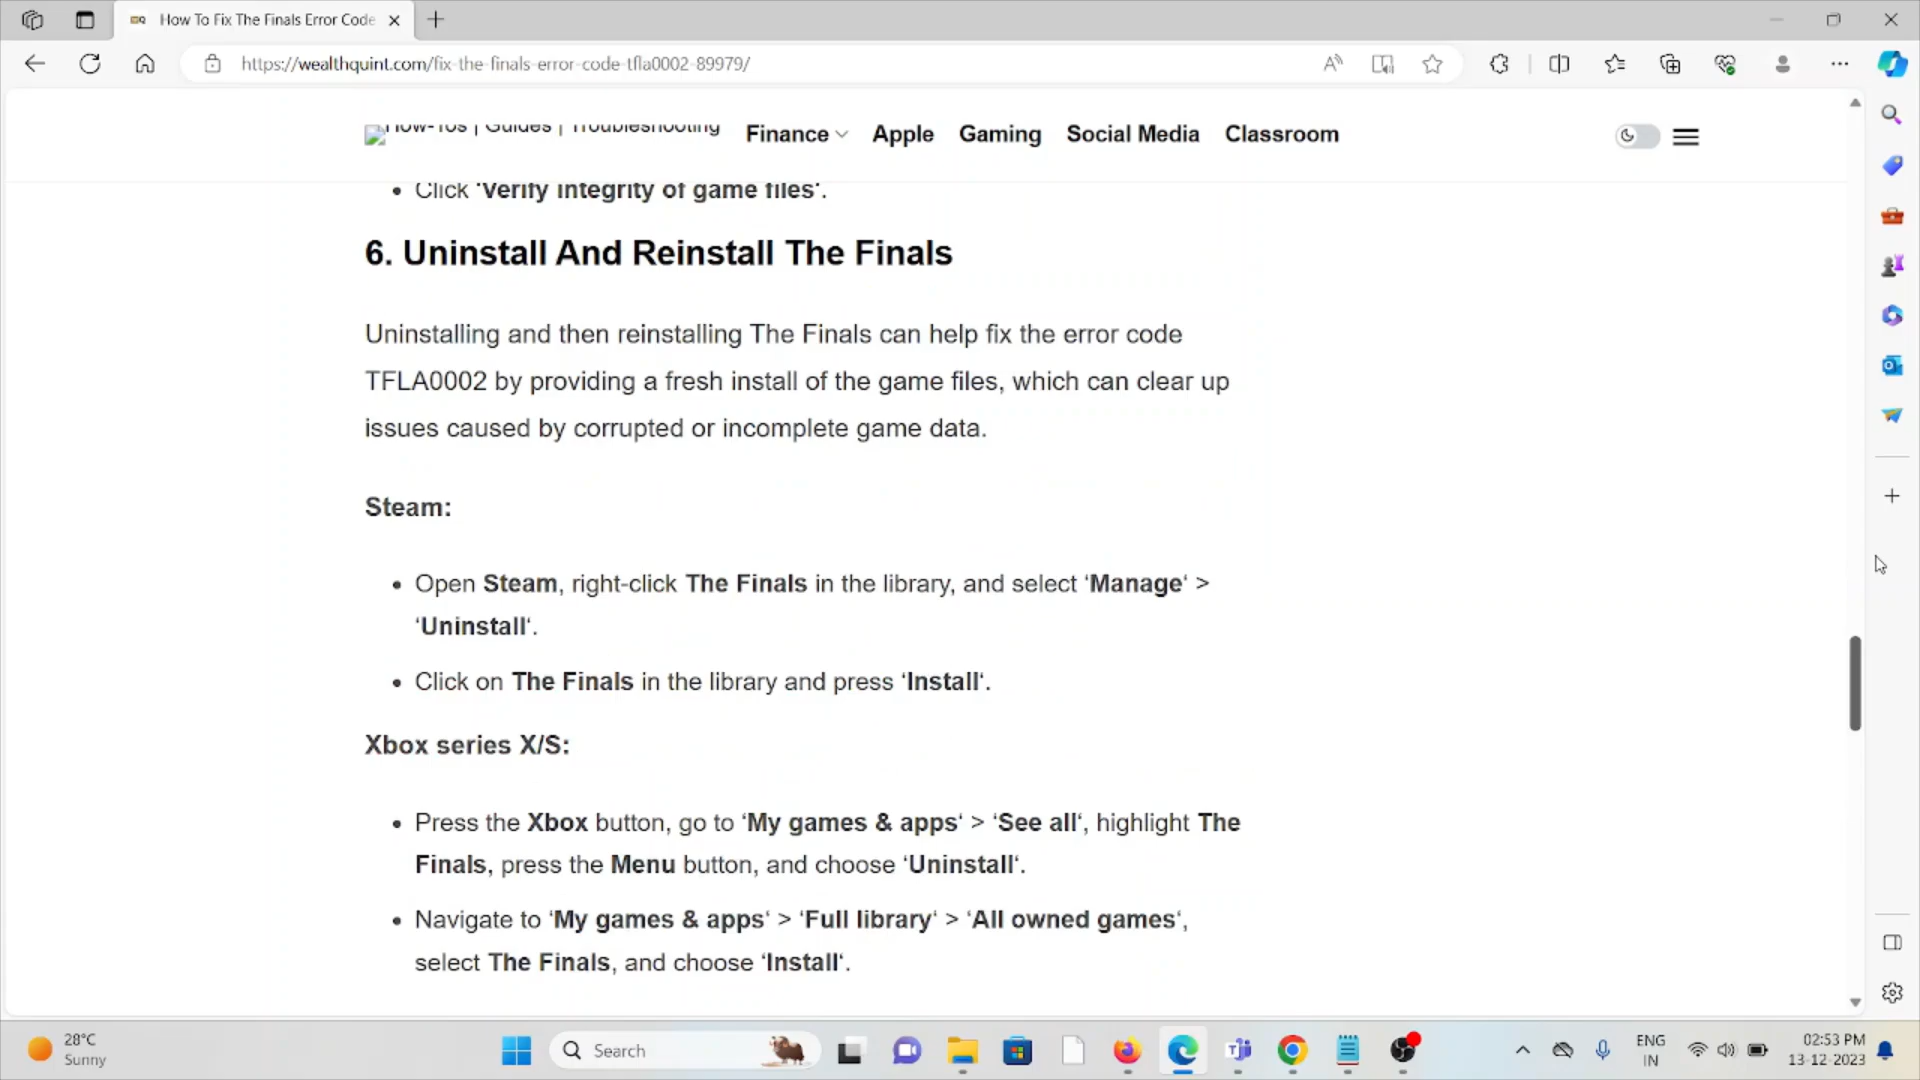 How To Fix The Finals Error Code
https://wealthquint.com/fix-the-finals-error-code-tfla0002-89979/
How-Tos | Guides | Troubleshooting
Finance
Apple
Gaming
Social Media
Classroom
• Click ‘Verify integrity of game files‘.
6. Uninstall And Reinstall The Finals
Uninstalling and then reinstalling The Finals can help fix the error code
TFLA0002 by providing a fresh install of the game files, which can clear up
issues caused by corrupted or incomplete game data.
Steam:
• Open Steam, right-click The Finals in the library, and select ‘Manage‘ >
‘Uninstall‘.
• Click on The Finals in the library and press ‘Install‘.
Xbox series X/S:
• Press the Xbox button, go to ‘My games & apps‘ > ‘See all‘, highlight The
Finals, press the Menu button, and choose ‘Uninstall‘.
• Navigate to ‘My games & apps‘ > ‘Full library‘ > ‘All owned games‘,
select The Finals, and choose ‘Install‘.
28°C
Sunny
Search
ENG
IN
02:53 PM
13-12-2023